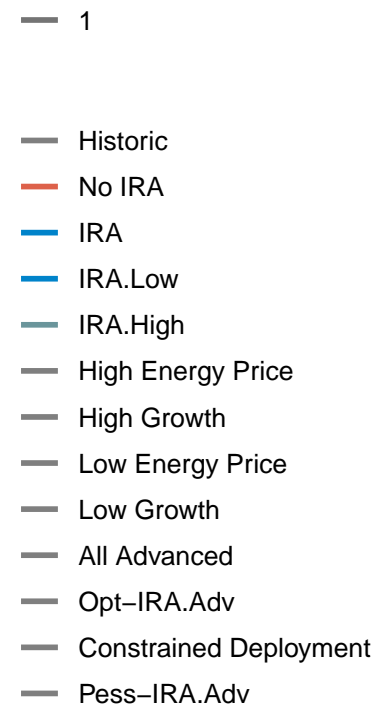 1
Historic
No IRA
IRA
IRA.Low
IRA.High
High Energy Price
High Growth
Low Energy Price
Low Growth
All Advanced
Opt−IRA.Adv
Constrained Deployment
Pess−IRA.Adv